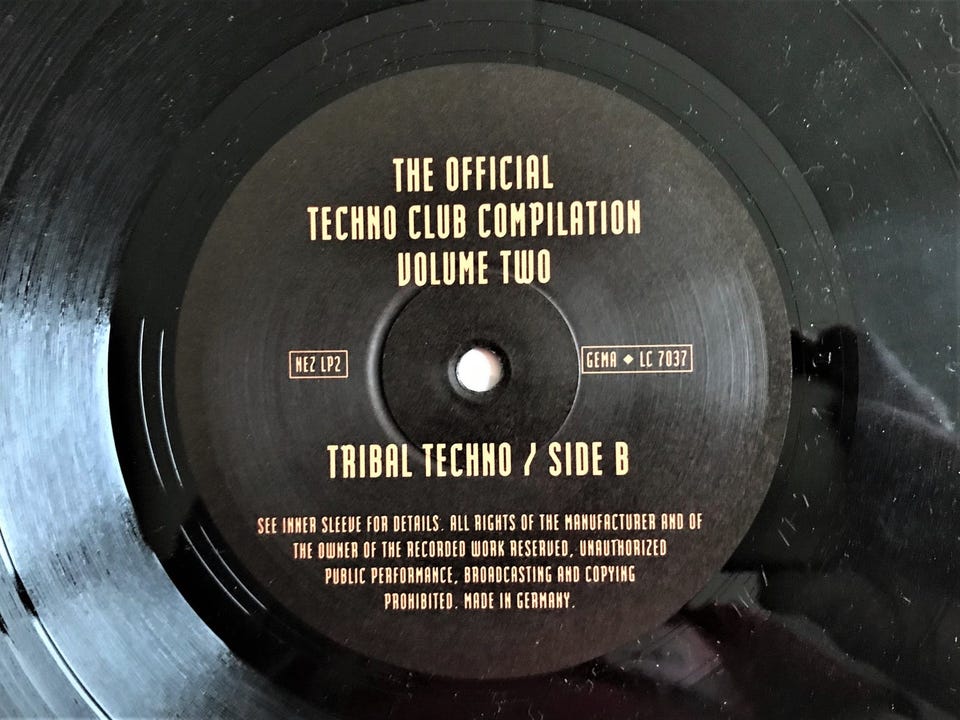 THE OFFICIAL
TECHNO CLUB COMPILATION
VOLUME TWO
NEZ LP2
GEMA ◆ LC 7037
TRIBAL TECHNO / SIDE B
SEE INNER SLEEVE FOR DETAILS. ALL RIGHTS OF THE MANUFACTURER AND OF
THE OWNER OF THE RECORDED WORK RESERVED, UNAUTHORIZED
PUBLIC PERFORMANCE, BROADCASTING AND COPYING
PROHIBITED. MADE IN GERMANY.